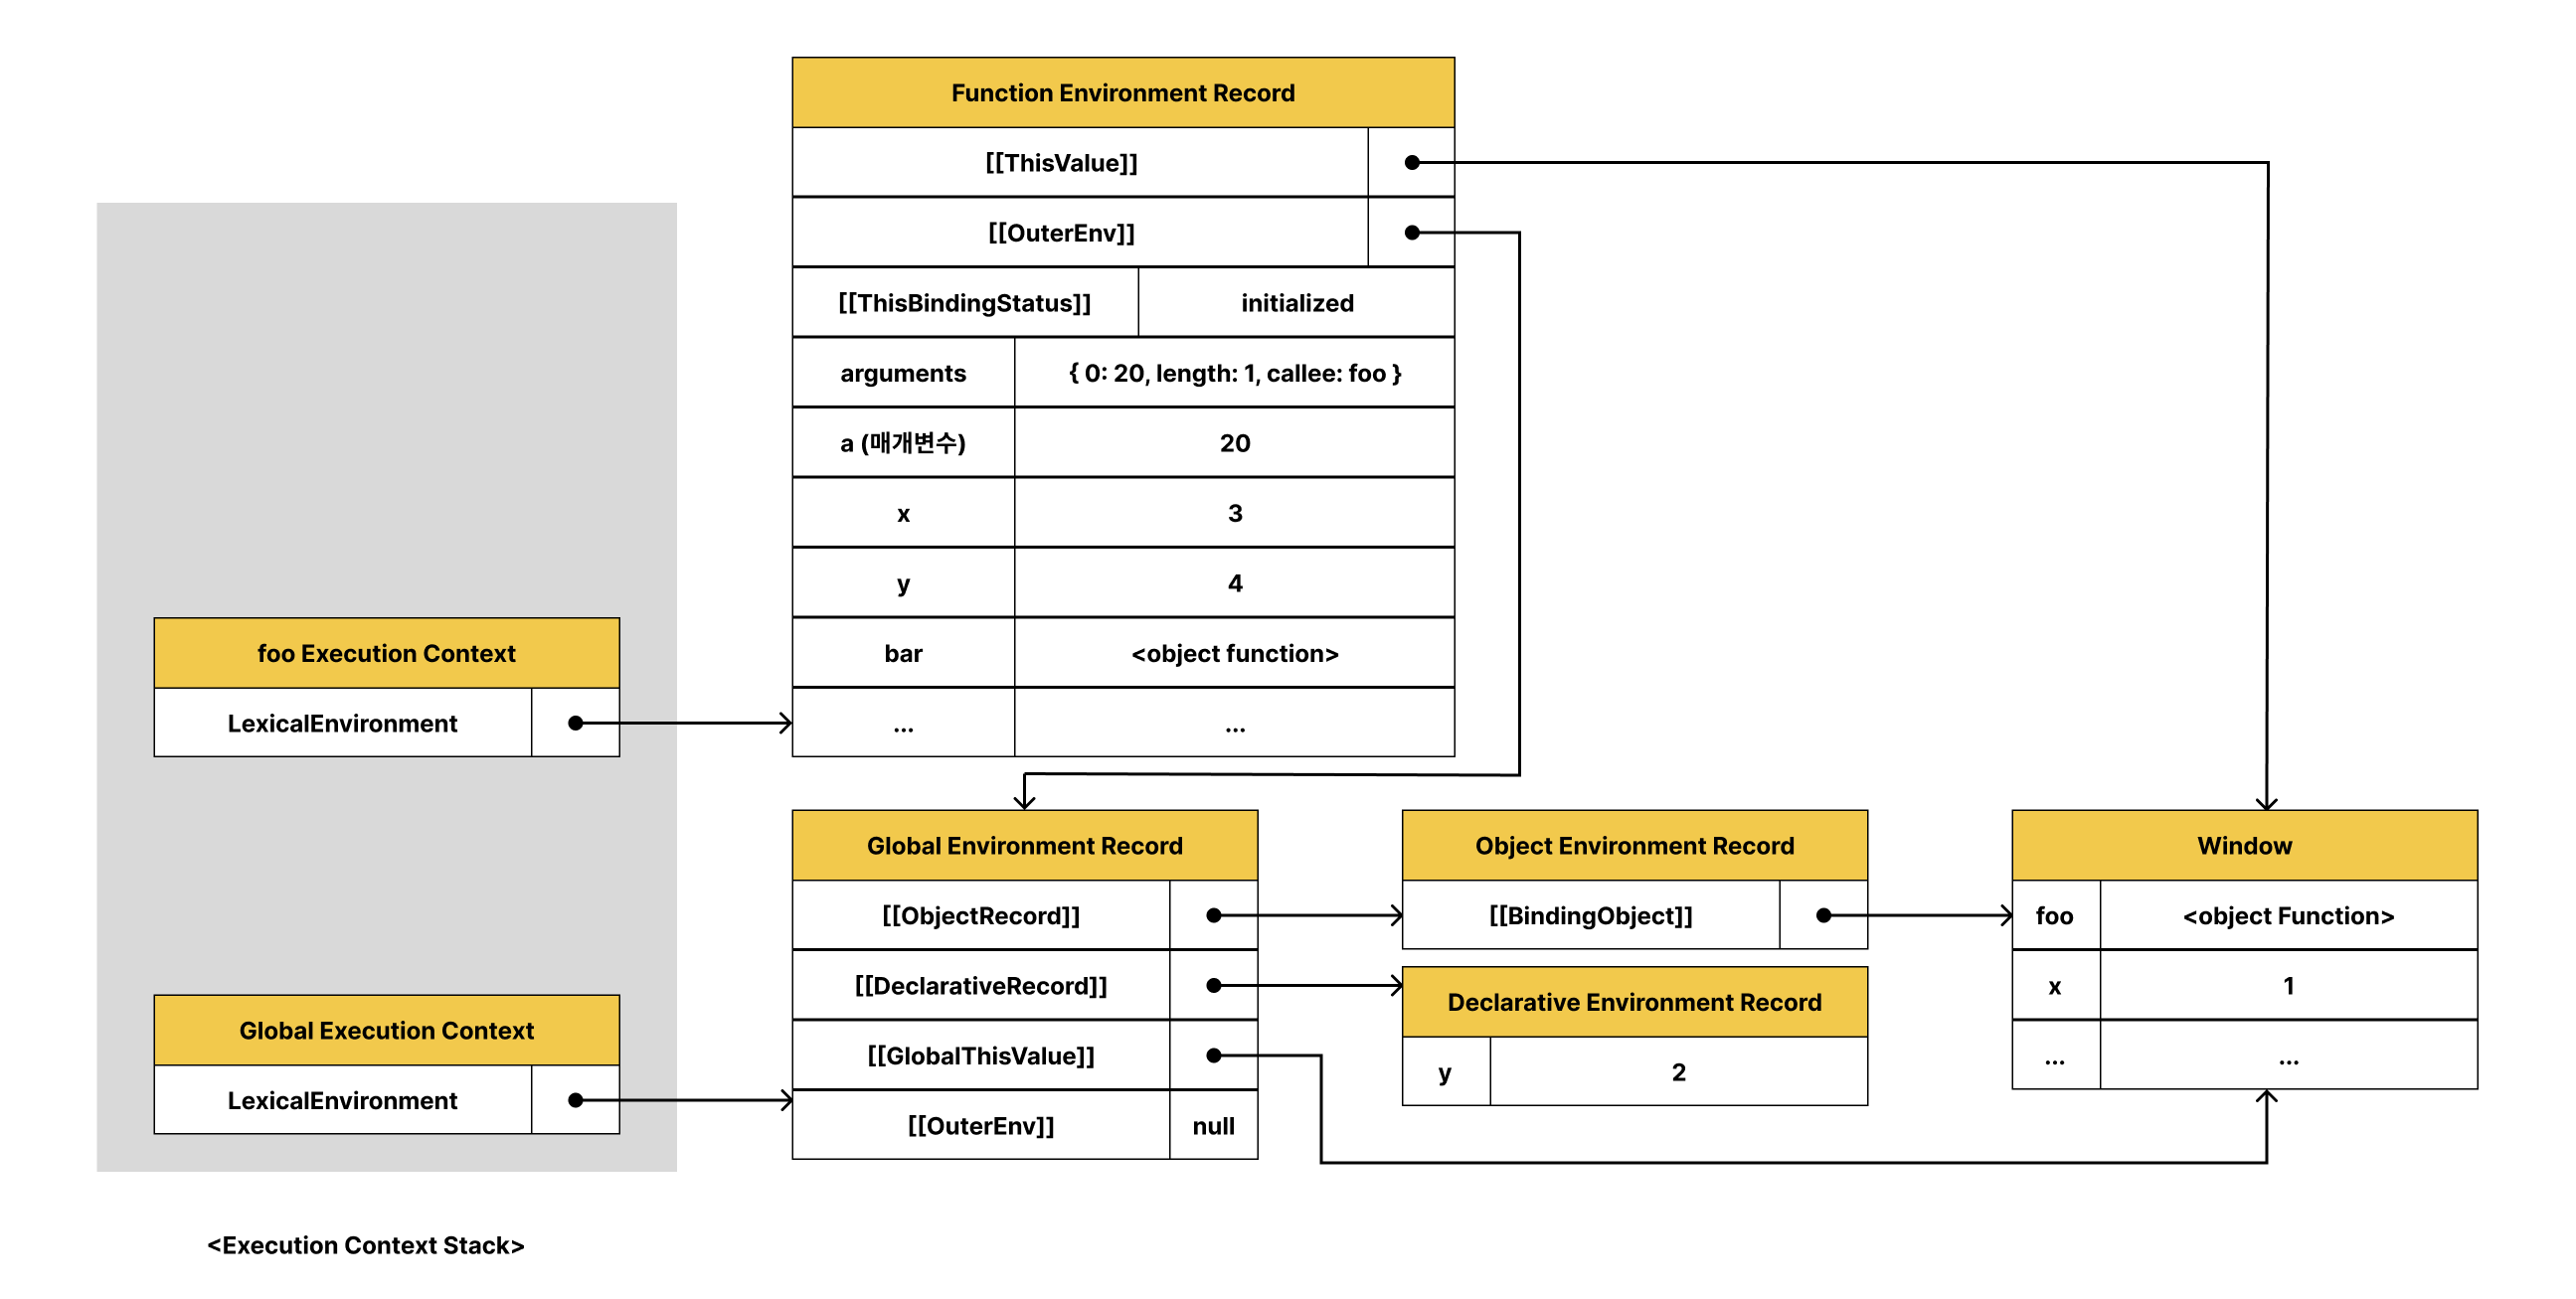 Function Environment Record
[[ThisValue]]
[[OuterEnv]]
[[ThisBindingStatus]] initialized
arguments { 0: 20, length: 1, callee: foo }
a (매개변수) 20
x 3
y 4
bar <object function>
... ...
foo Execution Context
LexicalEnvironment
Global Execution Context
LexicalEnvironment
Global Environment Record
[[ObjectRecord]]
[[DeclarativeRecord]]
[[GlobalThisValue]]
[[OuterEnv]] null
Object Environment Record
[[BindingObject]]
Declarative Environment Record
y 2
Window
foo <object Function>
x 1
... ...
<Execution Context Stack>